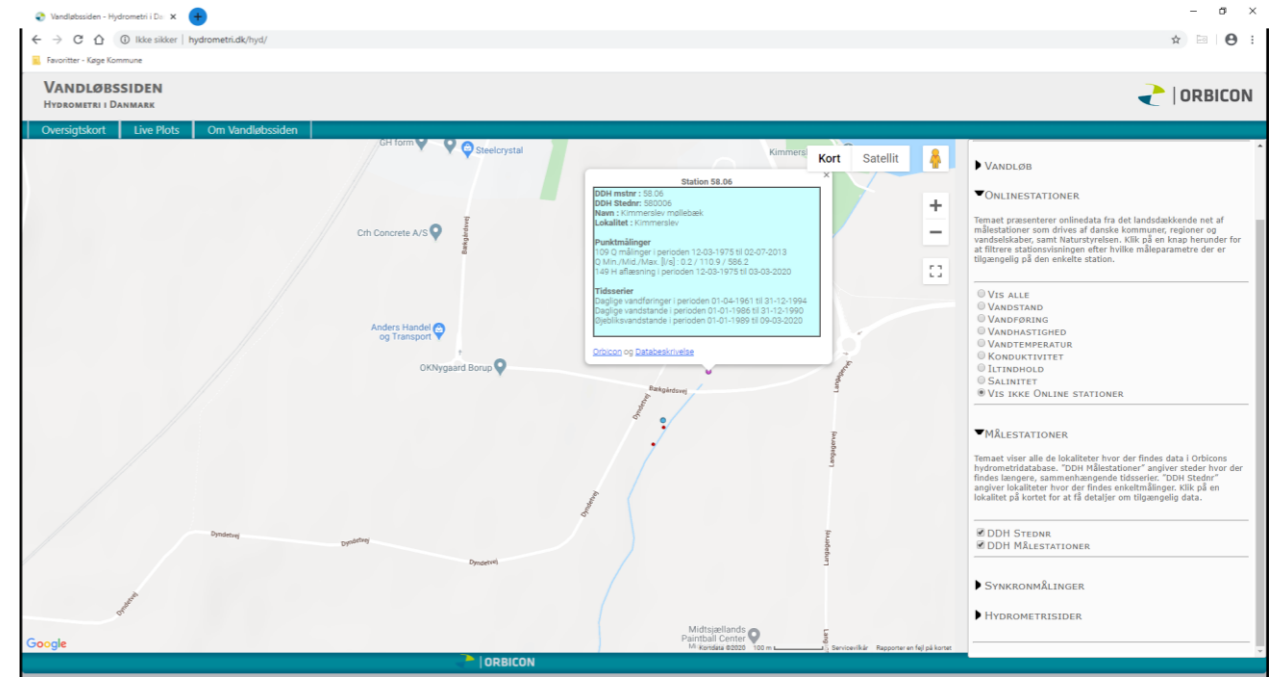 Vandløbssiden - Hydrometri i Da
Ikke sikker | hydrometri.dk/hyd/
Favoritter - Køge Kommune
VANDLØBSSIDEN
HYDROMETRI I DANMARK
ORBICON
Oversigtskort Live Plots Om Vandløbssiden
GH form
Steelcrystal
Kimmers
Kort Satellit
Crh Concrete A/S
Bækgårdsvej
Anders Handel
og Transport
OKNygaard Borup
Station 58.06
DDH mstnr : 58.06
DDH Stednr: 580006
Navn : Kimmerslev møllebæk
Lokalitet : Kimmerslev
Punktmålinger
109 Q målinger i perioden 12-03-1975 til 02-07-2013
Q Min./Mid./Max. [l/s] : 0.2 / 110.9 / 586.2
149 H aflæsning i perioden 12-03-1975 til 03-03-2020
Tidsserier
Daglige vandføringer i perioden 01-04-1961 til 31-12-1994
Daglige vandstande i perioden 01-01-1986 til 31-12-1990
Øjebliksvandstande i perioden 01-01-1989 til 09-03-2020
Orbicon og Databeskrivelse
Bækgårdsvej
Dyndetvej
Langagervej
Langagervej
Dyndetvej
Dyndetvej
Dyndetvej
Dyndetvej
Langagervej
Dyndetvej
Midtsjællands
Paintball Center
Lang
Google
Kortdata ©2020 100 m Servicevilkår Rapporter en fejl på kortet
VANDLØB
ONLINESTATIONER
Temaet præsenterer onlinedata fra det landsdækkende net af
målestationer som drives af danske kommuner, regioner og
vandselskaber, samt Naturstyrelsen. Klik på en knap herunder for
at filtrere stationsvisningen efter hvilke måleparametre der er
tilgængelig på den enkelte station.
VIS ALLE
VANDSTAND
VANDFØRING
VANDHASTIGHED
VANDTEMPERATUR
KONDUKTIVITET
ILTINDHOLD
SALINITET
VIS IKKE ONLINE STATIONER
MÅLESTATIONER
Temaet viser alle de lokaliteter hvor der findes data i Orbicons
hydrometridatabase. "DDH Målestationer" angiver steder hvor der
findes længere, sammenhængende tidsserier. "DDH Stednr"
angiver lokaliteter hvor der findes enkeltmålinger. Klik på en
lokalitet på kortet for at få detaljer om tilgængelig data.
DDH STEDNR
DDH MÅLESTATIONER
SYNKRONMÅLINGER
HYDROMETRISIDER
ORBICON